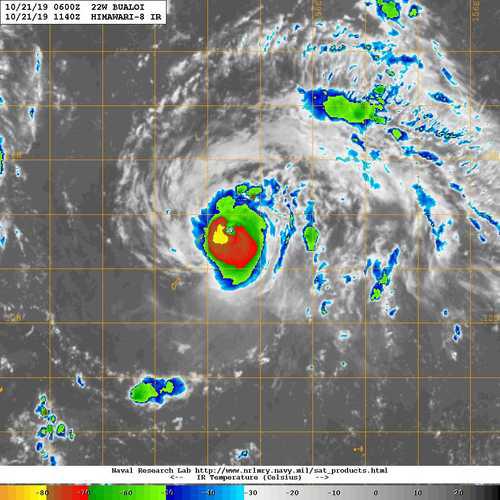 10/21/19 0600Z 22W BUALOI
10/21/19 1140Z HIMAWARI-8 IR
150E
Naval Research Lab http://www.nrlmry.navy.mil/sat_products.html
<-- IR Temperature (Celsius) -->
-80 -70 -60 -50 -40 -30 -20 -10 0 10 20